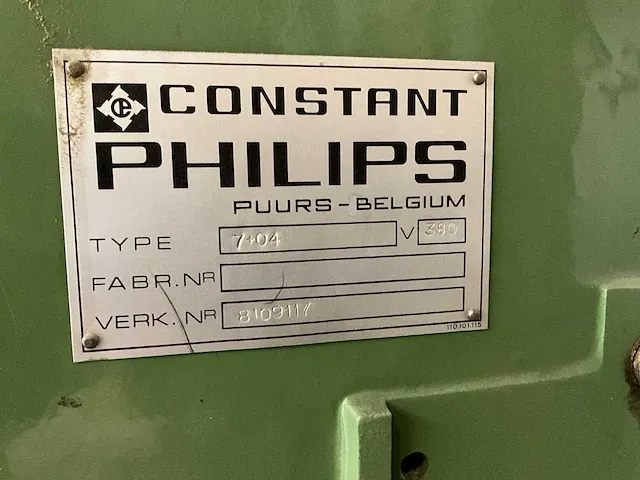 CONSTANT
PHILIPS
PUURS-BELGIUM
TYPE 7+04 V 380
FABR.NR
VERK. NR 8109117
110.101.115